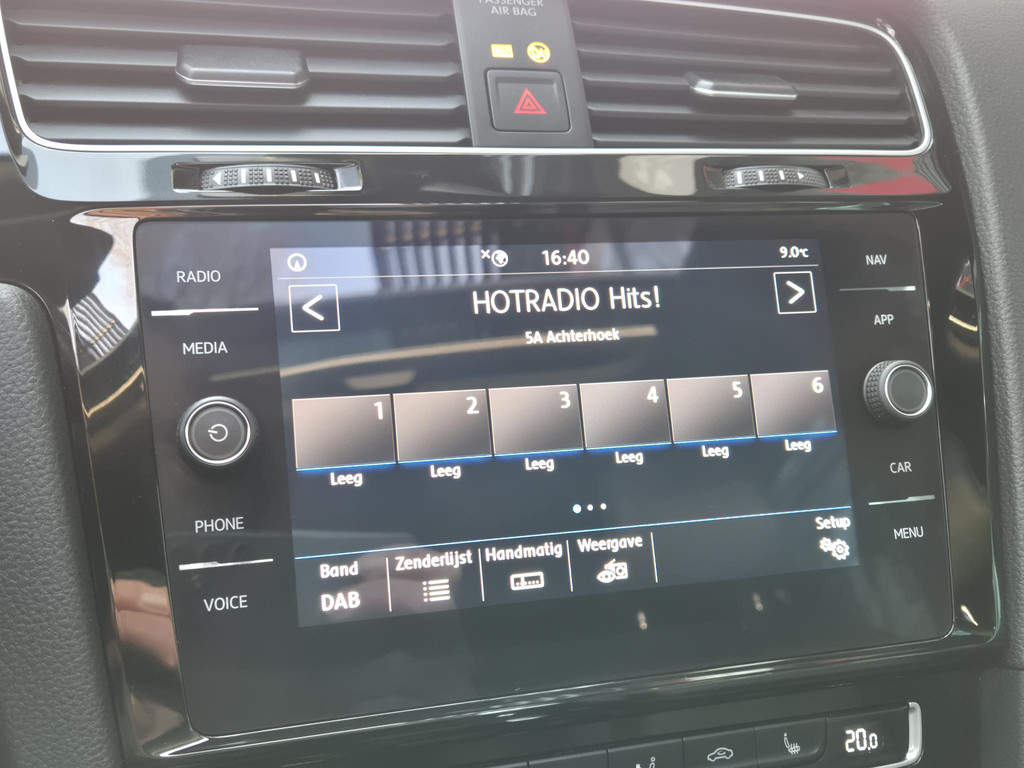 PASSENGER
AIR BAG
16:40
9.0℃
RADIO
MEDIA
PHONE
VOICE
NAV
APP
CAR
MENU
HOTRADIO Hits!
5A Achterhoek
1 2 3 4 5 6
Leeg Leeg Leeg Leeg Leeg Leeg
Band
DAB
Zenderlijst
Handmatig
Weergave
Setup
20.0